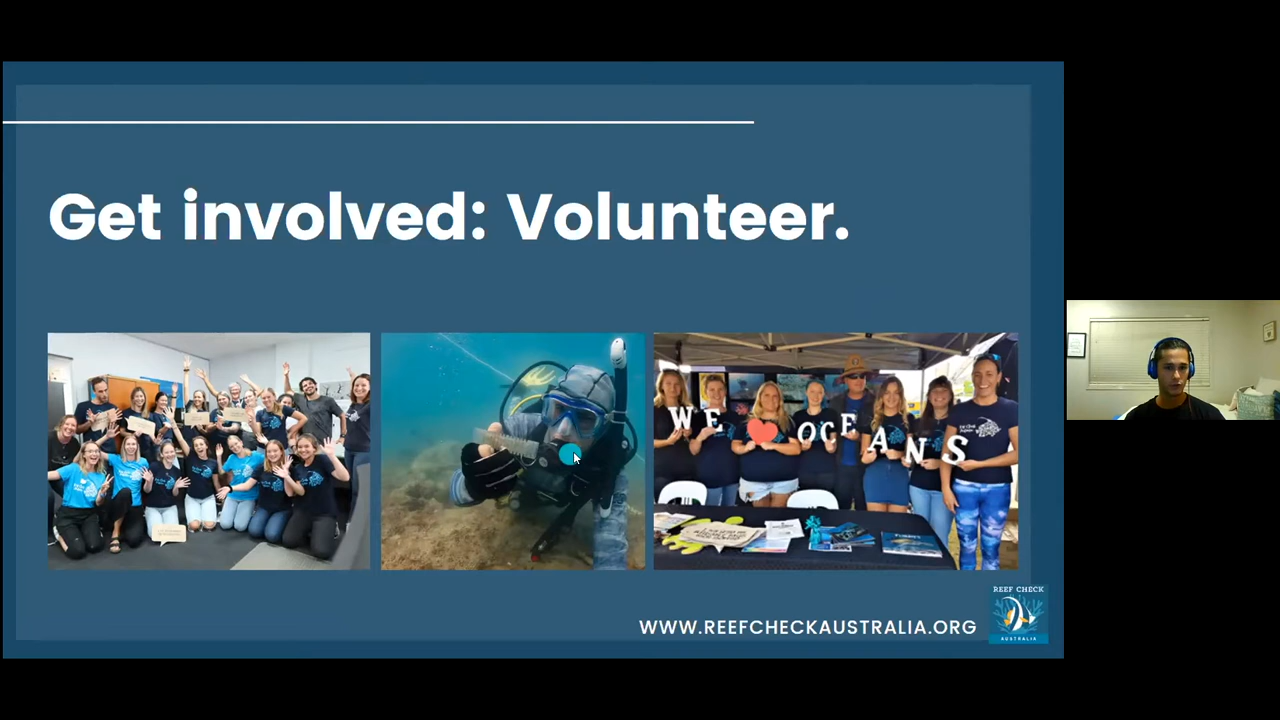 Get involved: Volunteer.
WE OCEANS
WWW.REEFCHECKAUSTRALIA.ORG
REEF CHECK
AUSTRALIA